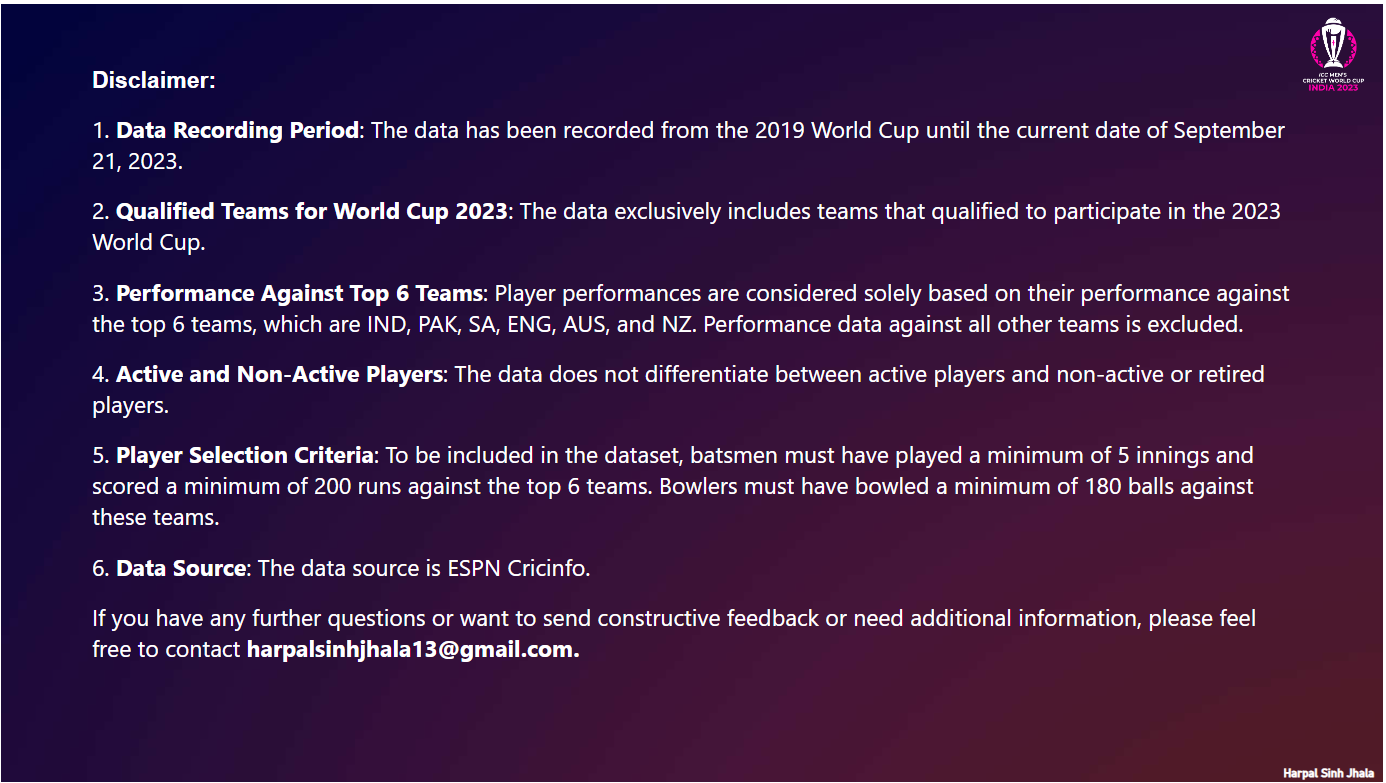 ICC MEN'S
CRICKET WORLD CUP
INDIA 2023
Disclaimer:
1. Data Recording Period: The data has been recorded from the 2019 World Cup until the current date of September
21, 2023.
2. Qualified Teams for World Cup 2023: The data exclusively includes teams that qualified to participate in the 2023
World Cup.
3. Performance Against Top 6 Teams: Player performances are considered solely based on their performance against
the top 6 teams, which are IND, PAK, SA, ENG, AUS, and NZ. Performance data against all other teams is excluded.
4. Active and Non-Active Players: The data does not differentiate between active players and non-active or retired
players.
5. Player Selection Criteria: To be included in the dataset, batsmen must have played a minimum of 5 innings and
scored a minimum of 200 runs against the top 6 teams. Bowlers must have bowled a minimum of 180 balls against
these teams.
6. Data Source: The data source is ESPN Cricinfo.
If you have any further questions or want to send constructive feedback or need additional information, please feel
free to contact harpalsinhjhala13@gmail.com.
Harpal Sinh Jhala